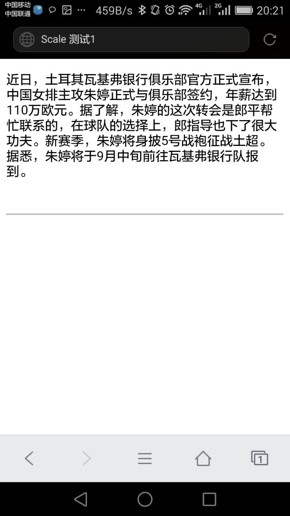 中国移动
中国联通
459B/s
4G
2G
20:21
Scale 测试1
近日，土耳其瓦基弗银行俱乐部官方正式宣布，
中国女排主攻朱婷正式与俱乐部签约，年薪达到
110万欧元。据了解，朱婷的这次转会是郎平帮
忙联系的，在球队的选择上，郎指导也下了很大
功夫。新赛季，朱婷将身披5号战袍征战土超。
据悉，朱婷将于9月中旬前往瓦基弗银行队报
到。
1